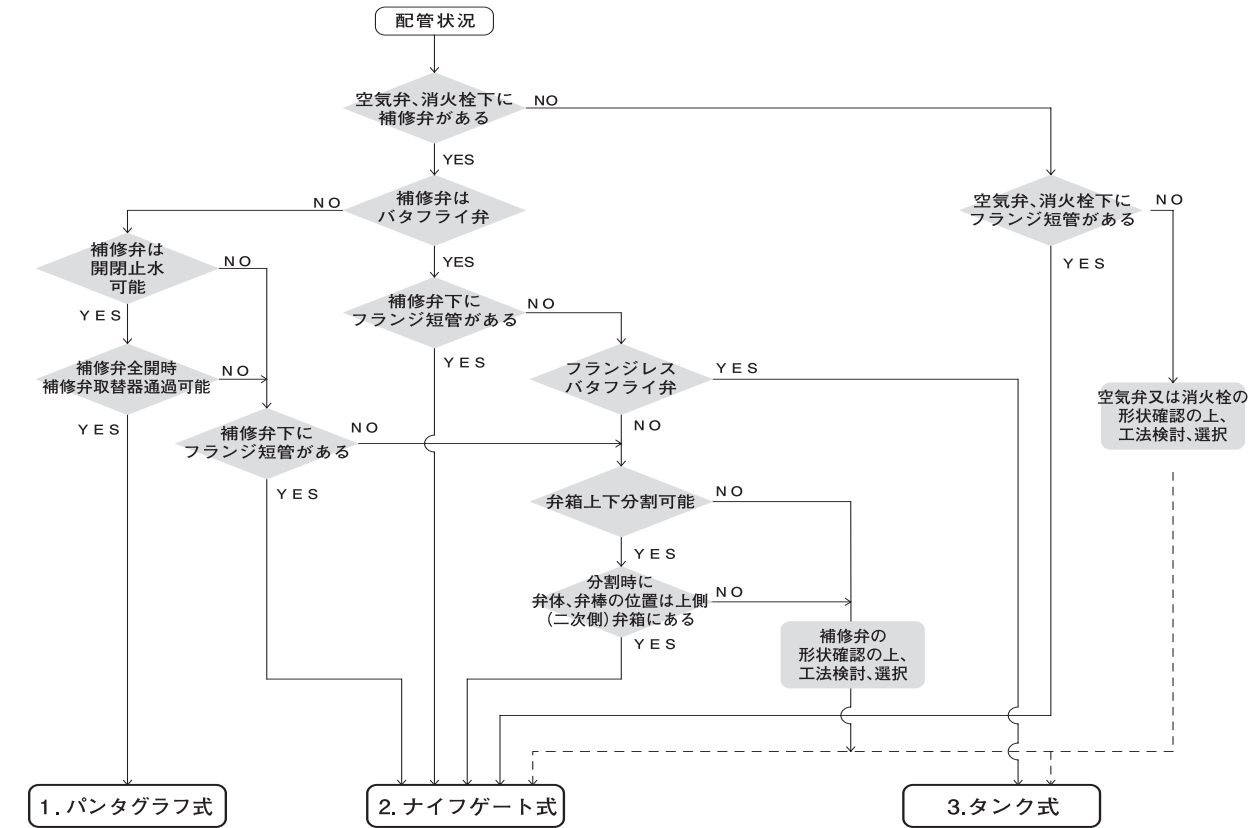 配管状況
空気弁、消火栓下に
補修弁がある
NO
YES
補修弁は
バタフライ弁
NO
YES
空気弁、消火栓下に
フランジ短管がある
NO
YES
補修弁は
開閉止水
可能
NO
YES
補修弁下に
フランジ短管がある
NO
YES
補修弁全開時
補修弁取替器通過可能
NO
YES
フランジレス
バタフライ弁
YES
NO
空気弁又は消火栓の
形状確認の上、
工法検討、選択
補修弁下に
フランジ短管がある
NO
YES
弁箱上下分割可能
NO
YES
分割時に
弁体、弁棒の位置は上側
(二次側)弁箱にある
NO
YES
補修弁の
形状確認の上、
工法検討、選択
1. パンタグラフ式
2. ナイフゲート式
3.タンク式